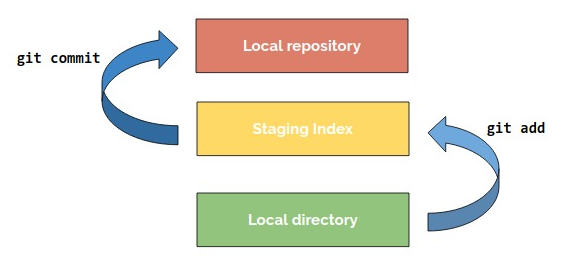 Local repository
git commit
Staging Index
git add
Local directory